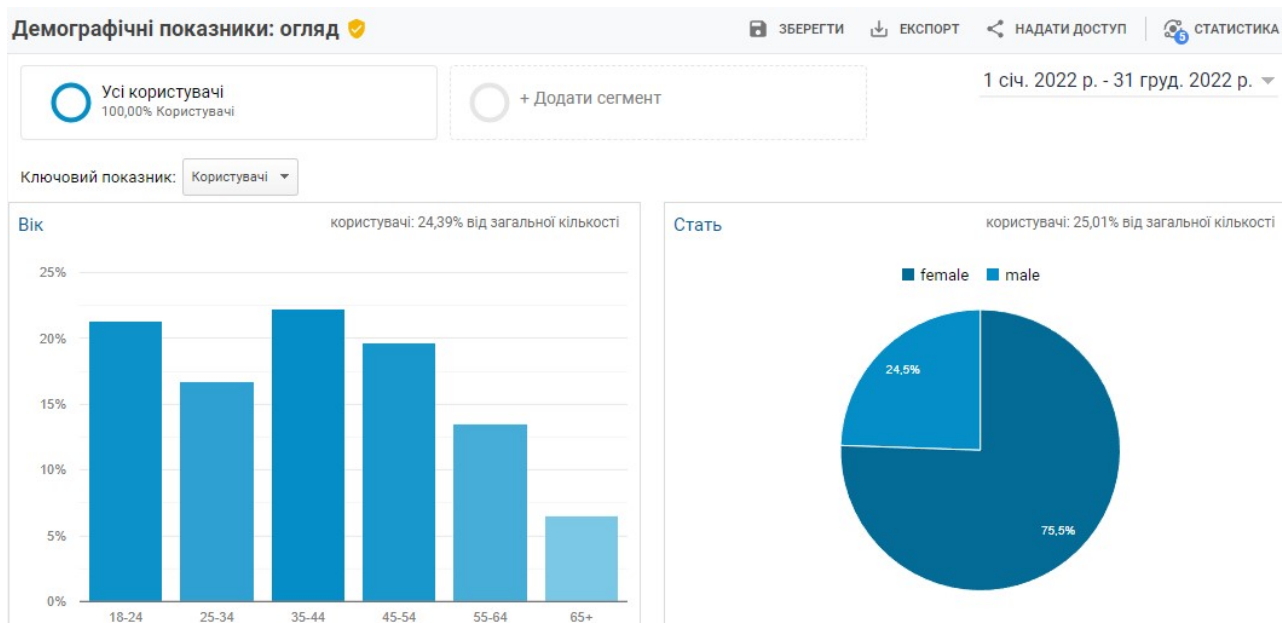 Демографічні показники: огляд
ЗБЕРЕГТИ
ЕКСПОРТ
НАДАТИ ДОСТУП
5
СТАТИСТИКА
Усі користувачі
100,00% Користувачі
+ Додати сегмент
1 січ. 2022 р. - 31 груд. 2022 р.
Ключовий показник:
Користувачі
Вік
користувачі: 24,39% від загальної кількості
25%
20%
15%
10%
5%
0%
18-24
25-34
35-44
45-54
55-64
65+
Стать
користувачі: 25,01% від загальної кількості
female
male
24,5%
75,5%